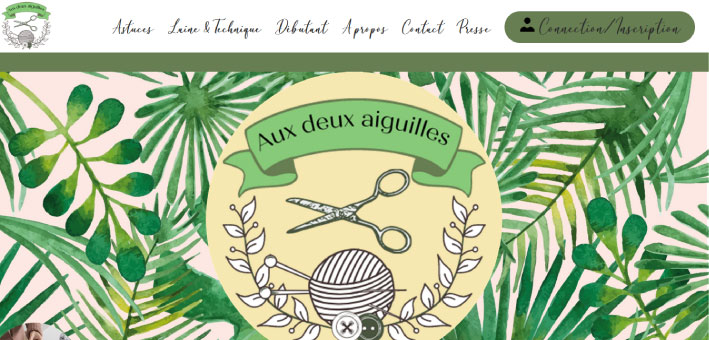 Aux deux aiguilles
Astuces Laine & Technique Débutant A propos Contact Presse Connection/Inscription
Aux deux aiguilles